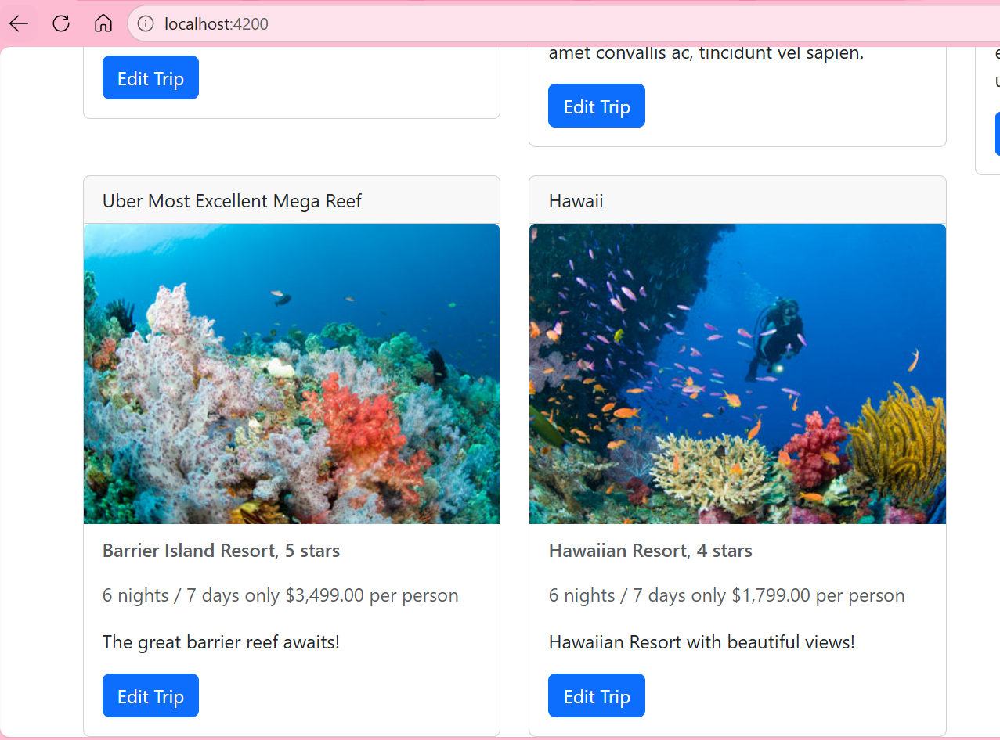 localhost:4200
Edit Trip
amet convallis ac, tincidunt vel sapien.
Edit Trip
Uber Most Excellent Mega Reef
Barrier Island Resort, 5 stars
6 nights / 7 days only $3,499.00 per person
The great barrier reef awaits!
Edit Trip
Hawaii
Hawaiian Resort, 4 stars
6 nights / 7 days only $1,799.00 per person
Hawaiian Resort with beautiful views!
Edit Trip